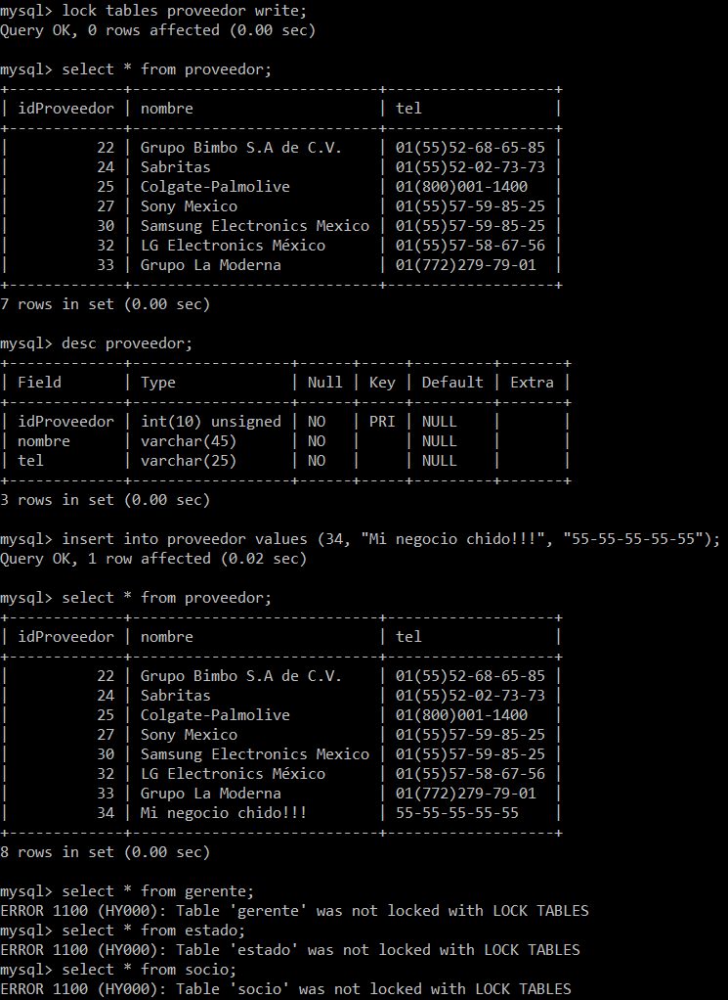 mysql> lock tables proveedor write;
Query OK, 0 rows affected (0.00 sec)

mysql> select * from proveedor;
+-------------+----------------------------+-------------------+
| idProveedor | nombre                     | tel               |
+-------------+----------------------------+-------------------+
|          22 | Grupo Bimbo S.A de C.V.    | 01(55)52-68-65-85 |
|          24 | Sabritas                   | 01(55)52-02-73-73 |
|          25 | Colgate-Palmolive          | 01(800)001-1400   |
|          27 | Sony Mexico                | 01(55)57-59-85-25 |
|          30 | Samsung Electronics Mexico | 01(55)57-59-85-25 |
|          32 | LG Electronics México      | 01(55)57-58-67-56 |
|          33 | Grupo La Moderna           | 01(772)279-79-01  |
+-------------+----------------------------+-------------------+
7 rows in set (0.00 sec)

mysql> desc proveedor;
+-------------+------------------+------+-----+---------+-------+
| Field       | Type             | Null | Key | Default | Extra |
+-------------+------------------+------+-----+---------+-------+
| idProveedor | int(10) unsigned | NO   | PRI | NULL    |       |
| nombre      | varchar(45)      | NO   |     | NULL    |       |
| tel         | varchar(25)      | NO   |     | NULL    |       |
+-------------+------------------+------+-----+---------+-------+
3 rows in set (0.00 sec)

mysql> insert into proveedor values (34, "Mi negocio chido!!!", "55-55-55-55-55");
Query OK, 1 row affected (0.02 sec)

mysql> select * from proveedor;
+-------------+----------------------------+-------------------+
| idProveedor | nombre                     | tel               |
+-------------+----------------------------+-------------------+
|          22 | Grupo Bimbo S.A de C.V.    | 01(55)52-68-65-85 |
|          24 | Sabritas                   | 01(55)52-02-73-73 |
|          25 | Colgate-Palmolive          | 01(800)001-1400   |
|          27 | Sony Mexico                | 01(55)57-59-85-25 |
|          30 | Samsung Electronics Mexico | 01(55)57-59-85-25 |
|          32 | LG Electronics México      | 01(55)57-58-67-56 |
|          33 | Grupo La Moderna           | 01(772)279-79-01  |
|          34 | Mi negocio chido!!!        | 55-55-55-55-55    |
+-------------+----------------------------+-------------------+
8 rows in set (0.00 sec)

mysql> select * from gerente;
ERROR 1100 (HY000): Table 'gerente' was not locked with LOCK TABLES
mysql> select * from estado;
ERROR 1100 (HY000): Table 'estado' was not locked with LOCK TABLES
mysql> select * from socio;
ERROR 1100 (HY000): Table 'socio' was not locked with LOCK TABLES